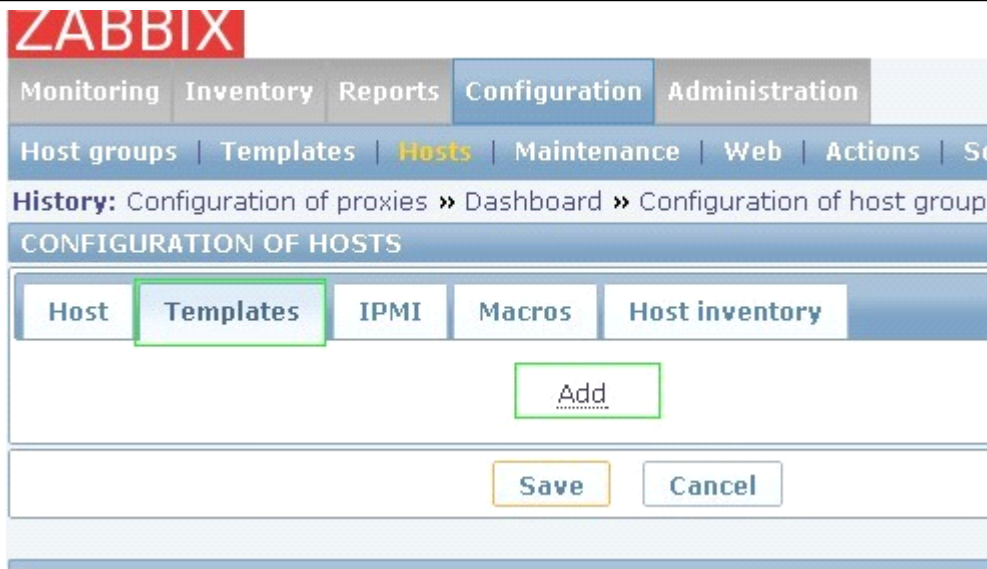 ZABBIX
Monitoring Inventory Reports Configuration Administration
Host groups | Templates | Hosts | Maintenance | Web | Actions |
History: Configuration of proxies » Dashboard » Configuration of host group
CONFIGURATION OF HOSTS
Host Templates IPMI Macros Host inventory
Add
Save Cancel